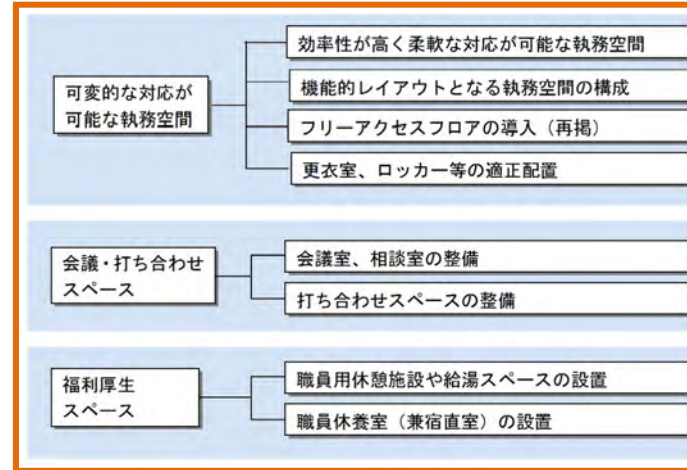 可変的な対応が
可能な執務空間
効率性が高く柔軟な対応が可能な執務空間
機能的レイアウトとなる執務空間の構成
フリーアクセスフロアの導入（再掲）
更衣室、ロッカー等の適正配置
会議・打ち合わせ
スペース
会議室、相談室の整備
打ち合わせスペースの整備
福利厚生
スペース
職員用休憩施設や給湯スペースの設置
職員休養室（兼宿直室）の設置